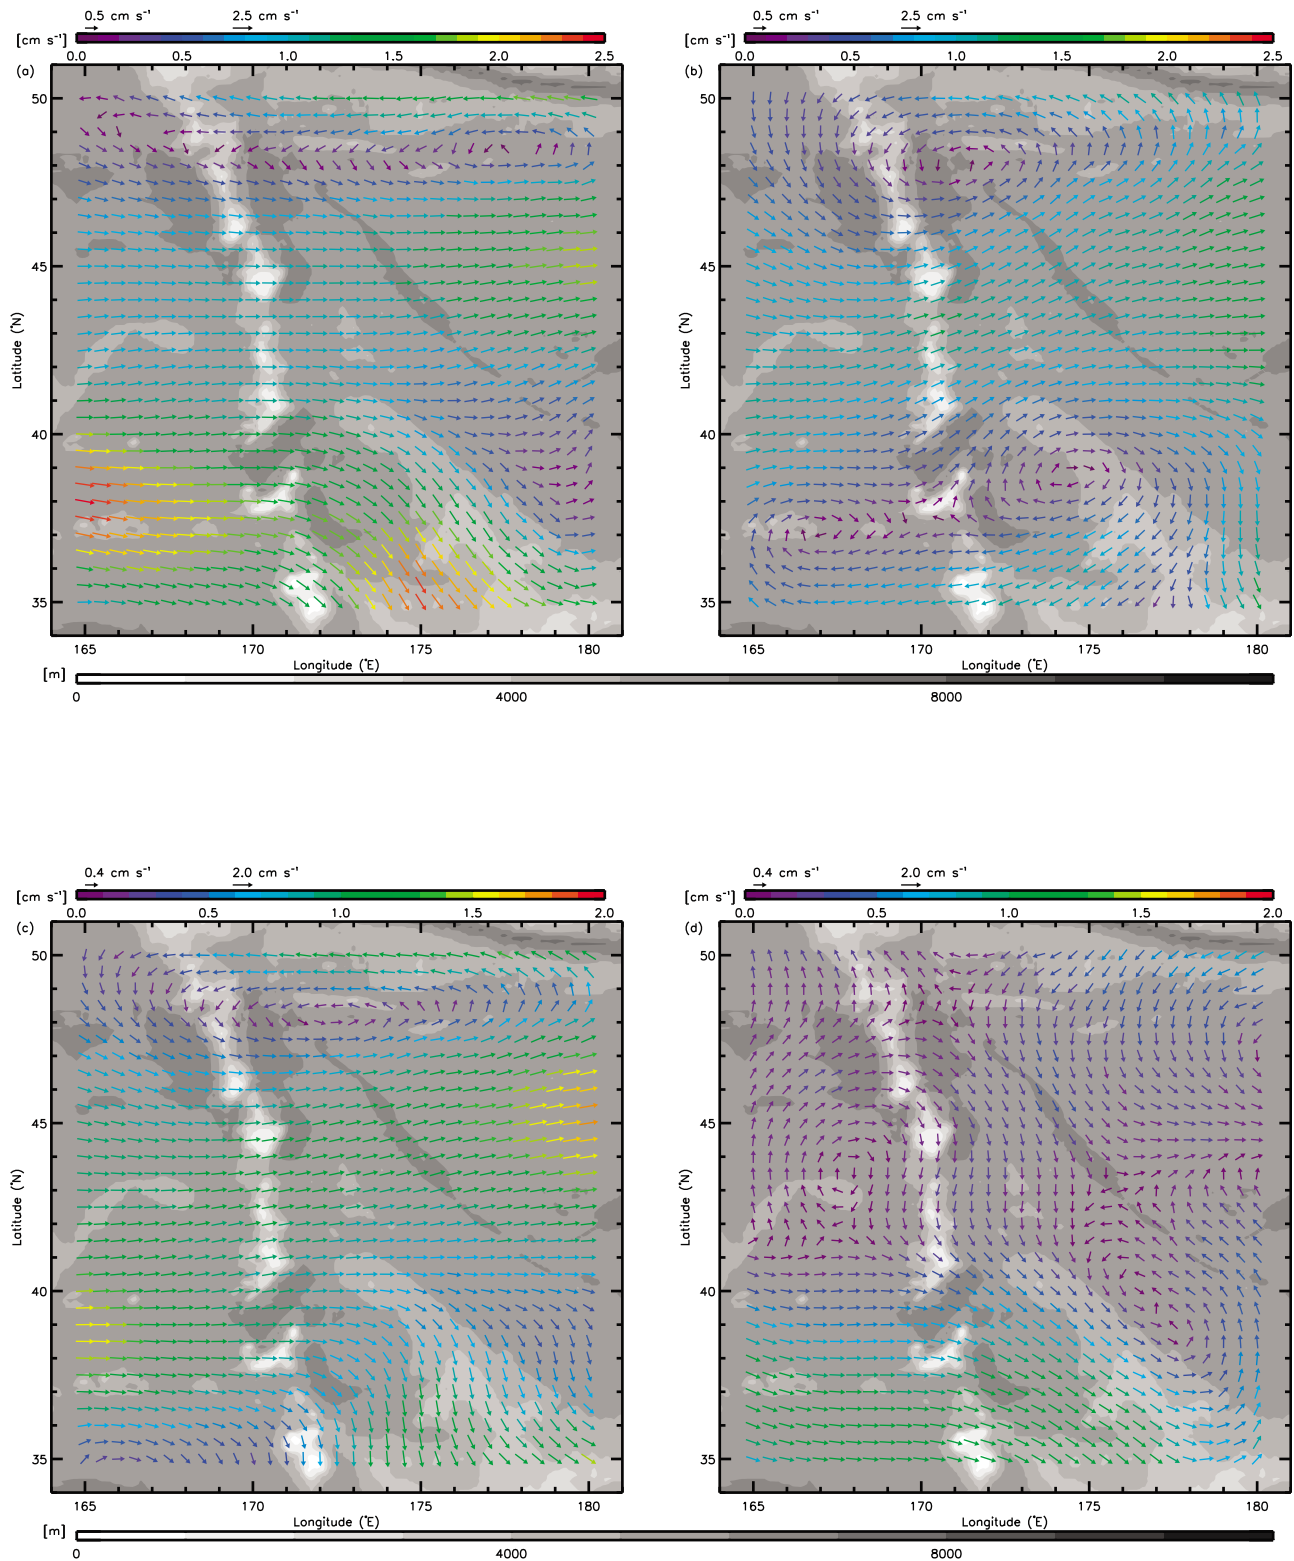 0.5 cm s⁻¹ 2.5 cm s⁻¹
[cm s⁻¹]
0.0 0.5 1.0 1.5 2.0 2.5
(a)
50
45
40
35
Latitude (°N)
165 170 175 180
Longitude (°E)
0.5 cm s⁻¹ 2.5 cm s⁻¹
[cm s⁻¹]
0.0 0.5 1.0 1.5 2.0 2.5
(b)
50
45
40
35
Latitude (°N)
165 170 175 180
Longitude (°E)
[m]
0 4000 8000
0.4 cm s⁻¹ 2.0 cm s⁻¹
[cm s⁻¹]
0.0 0.5 1.0 1.5 2.0
(c)
50
45
40
35
Latitude (°N)
165 170 175 180
Longitude (°E)
0.4 cm s⁻¹ 2.0 cm s⁻¹
[cm s⁻¹]
0.0 0.5 1.0 1.5 2.0
(d)
50
45
40
35
Latitude (°N)
165 170 175 180
Longitude (°E)
[m]
0 4000 8000